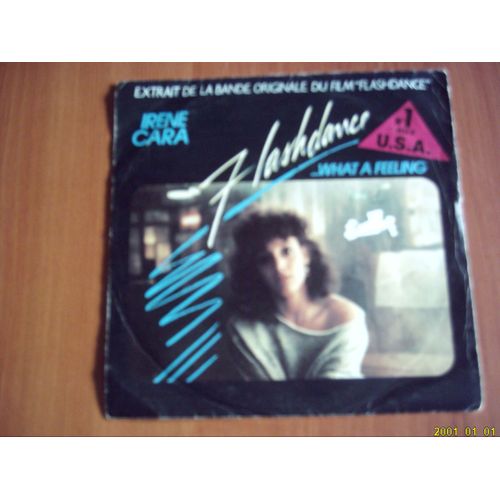 EXTRAIT DE LA BANDE ORIGINALE DU FILM "FLASHDANCE"
IRENE
CARA
Flashdance
...WHAT A FEELING
#1
U.S.A.
2001 01 01